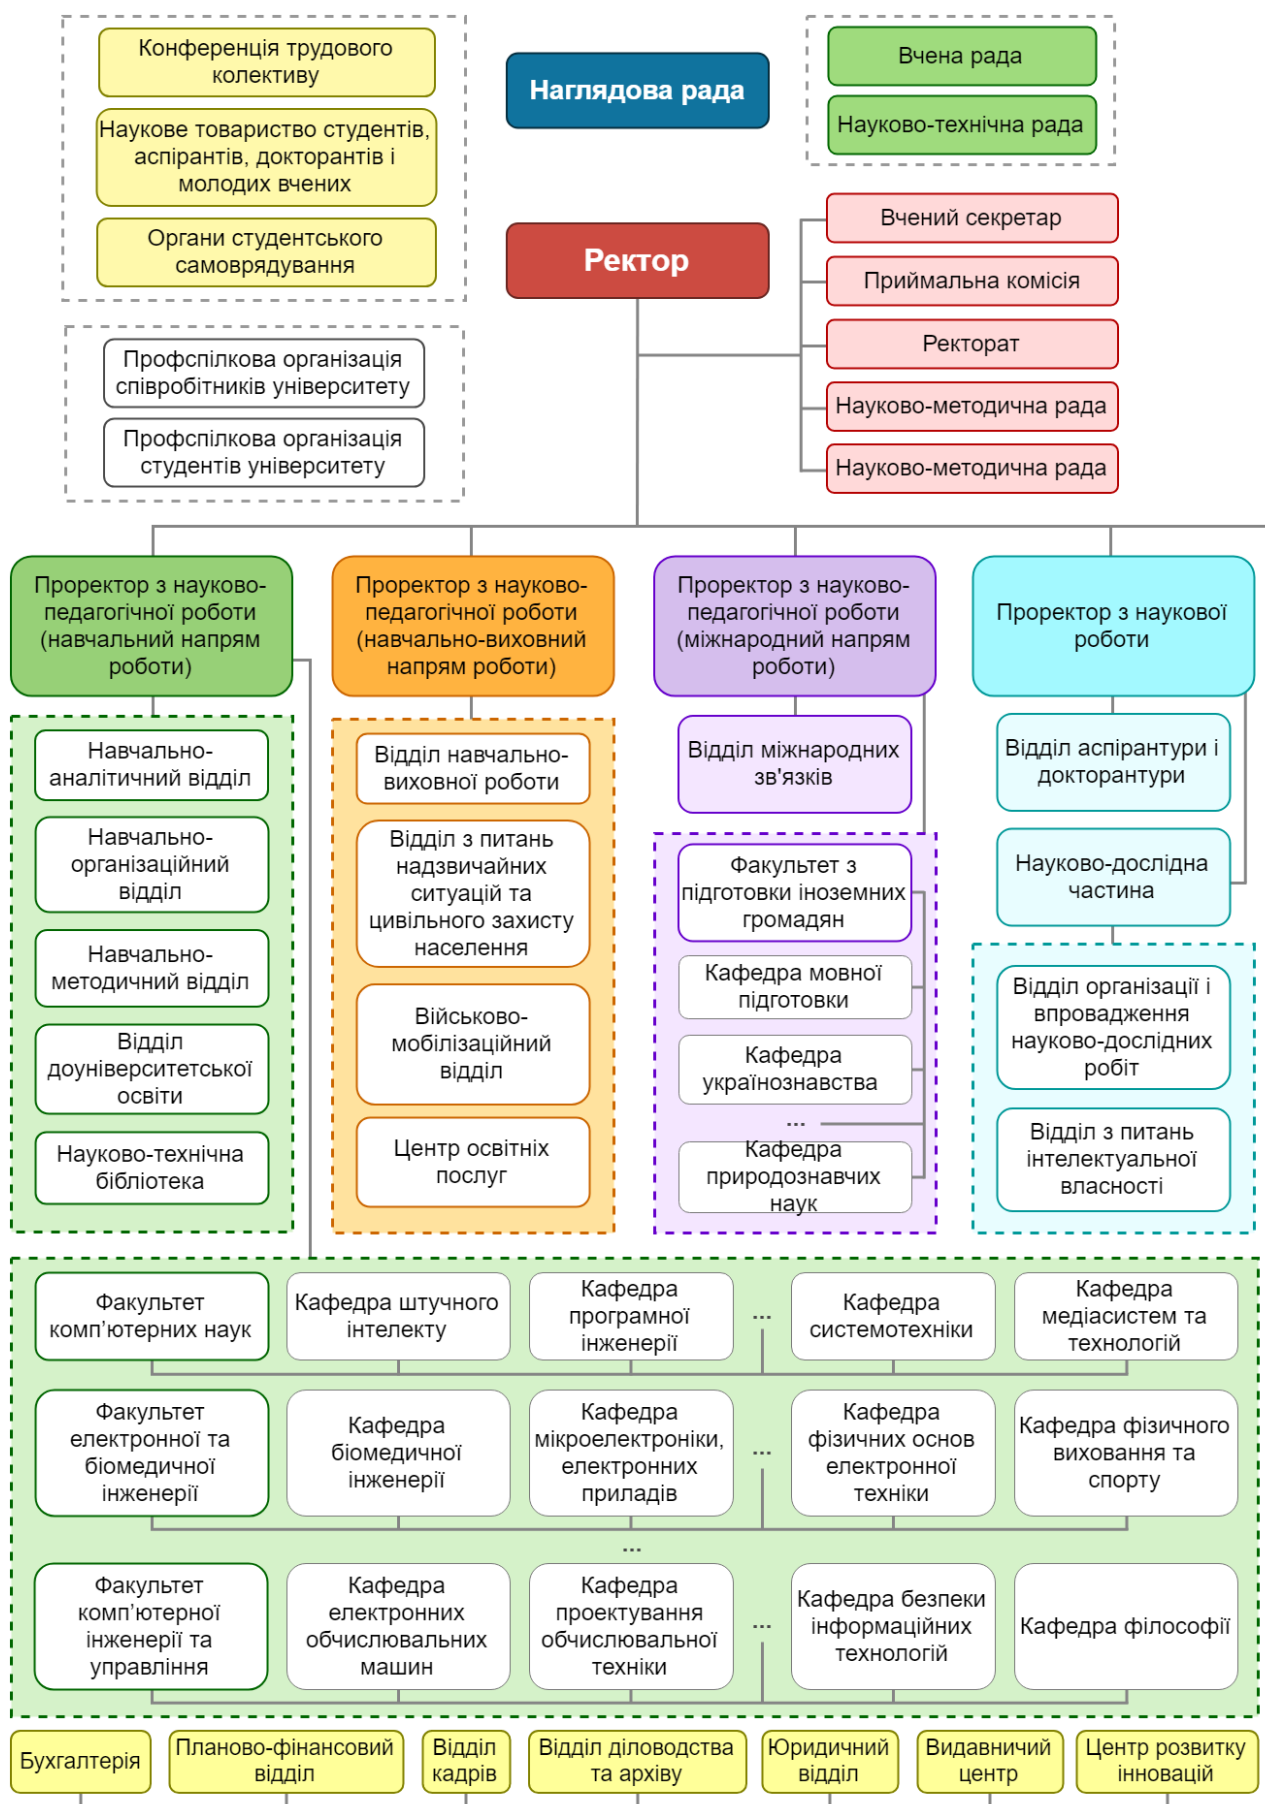 Конференція трудового
колективу
Наукове товариство студентів,
аспірантів, докторантів і
молодих вчених
Органи студентського
самоврядування
Наглядова рада
Вчена рада
Науково-технічна рада
Ректор
Вчений секретар
Приймальна комісія
Ректорат
Науково-методична рада
Науково-методична рада
Профспілкова організація
співробітників університету
Профспілкова організація
студентів університету
Проректор з науково-
педагогічної роботи
(навчальний напрям
роботи)
Проректор з науково-
педагогічної роботи
(навчально-виховний
напрям роботи)
Проректор з науково-
педагогічної роботи
(міжнародний напрям
роботи)
Проректор з наукової
роботи
Навчально-
аналітичний відділ
Навчально-
організаційний
відділ
Навчально-
методичний відділ
Відділ
доуніверситетської
освіти
Науково-технічна
бібліотека
Відділ навчально-
виховної роботи
Відділ з питань
надзвичайних
ситуацій та
цивільного захисту
населення
Військово-
мобілізаційний
відділ
Центр освітніх
послуг
Відділ міжнародних
зв'язків
Факультет з
підготовки іноземних
громадян
Кафедра мовної
підготовки
Кафедра
українознавства
...
Кафедра
природознавчих
наук
Відділ аспірантури і
докторантури
Науково-дослідна
частина
Відділ організації і
впровадження
науково-дослідних
робіт
Відділ з питань
інтелектуальної
власності
Факультет
комп’ютерних наук
Кафедра штучного
інтелекту
Кафедра
програмної
інженерії
...
Кафедра
системотехніки
Кафедра
медіасистем та
технологій
Факультет
електронної та
біомедичної
інженерії
Кафедра
біомедичної
інженерії
Кафедра
мікроелектроніки,
електронних
приладів
...
Кафедра
фізичних основ
електронної
техніки
Кафедра фізичного
виховання та
спорту
...
Факультет
комп’ютерної
інженерії та
управління
Кафедра
електронних
обчислювальних
машин
Кафедра
проектування
обчислювальної
техніки
...
Кафедра безпеки
інформаційних
технологій
Кафедра філософії
Бухгалтерія
Планово-фінансовий
відділ
Відділ
кадрів
Відділ діловодства
та архіву
Юридичний
відділ
Видавничий
центр
Центр розвитку
інновацій